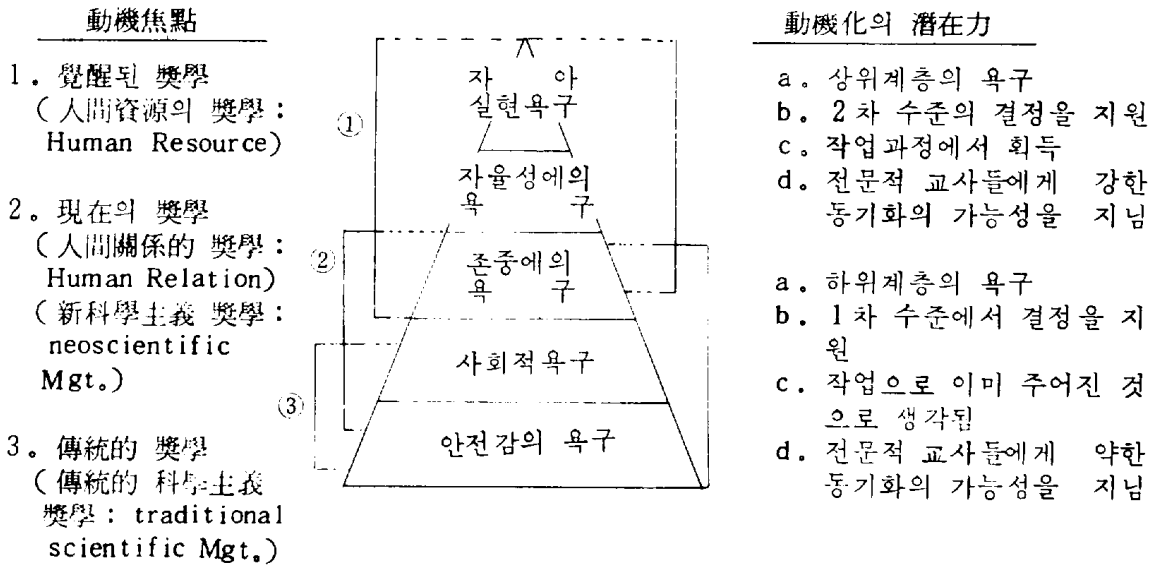 動機焦點
1. 覺醒된 奬學
(人間資源의 奬學:
Human Resource)
2. 現在의 奬學
(人間關係的 奬學:
Human Relation)
(新科學主義 奬學:
neoscientific
Mgt.)
3. 傳統的 奬學
(傳統的 科學主義
奬學: traditional
scientific Mgt.)
①
②
③
자 아
실현욕구
자율성에의
욕 구
존중에의
욕 구
사회적욕구
안전감의 욕구
動機化의 潛在力
a. 상위계층의 욕구
b. 2차 수준의 결정을 지원
c. 작업과정에서 획득
d. 전문적 교사들에게 강한
동기화의 가능성을 지님
a. 하위계층의 욕구
b. 1차 수준에서 결정을 지
원
c. 작업으로 이미 주어진 것
으로 생각됨
d. 전문적 교사들에게 약한
동기화의 가능성을 지님